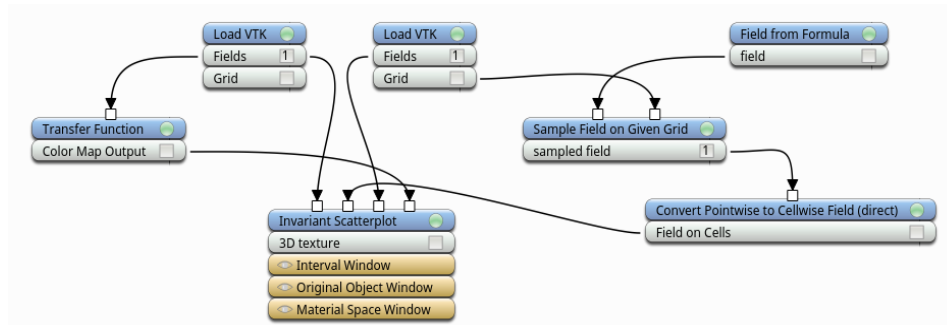 Load VTK
Fields 1
Grid
Load VTK
Fields 1
Grid
Field from Formula
field
Transfer Function
Color Map Output
Sample Field on Given Grid
sampled field 1
Invariant Scatterplot
3D texture
Interval Window
Original Object Window
Material Space Window
Convert Pointwise to Cellwise Field (direct)
Field on Cells